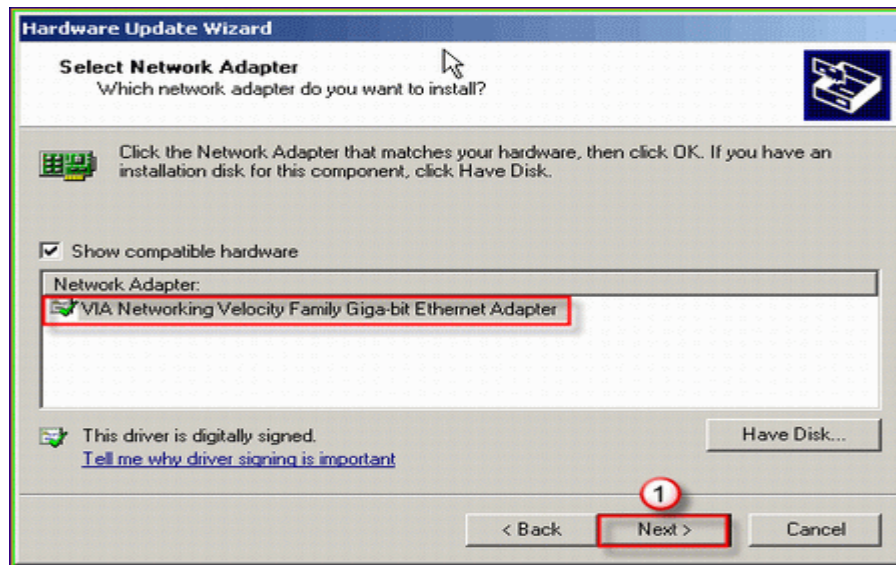 Hardware Update Wizard
Select Network Adapter
Which network adapter do you want to install?
Click the Network Adapter that matches your hardware, then click OK. If you have an
installation disk for this component, click Have Disk.
Show compatible hardware
Network Adapter:
VIA Networking Velocity Family Giga-bit Ethernet Adapter
This driver is digitally signed.
Have Disk...
Tell me why driver signing is important
1
< Back
Next >
Cancel